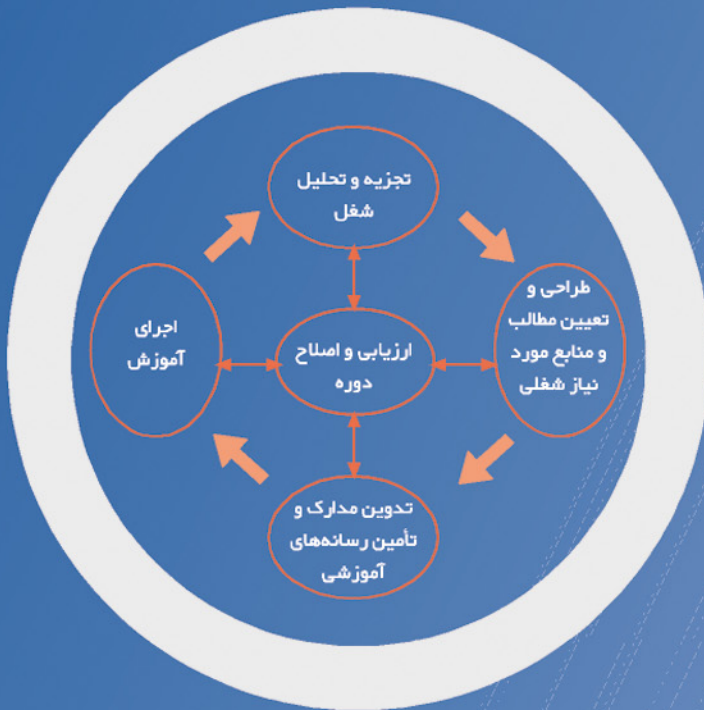 تجزیه و تحلیل
شغل
طراحی و
تعیین مطالب
و منابع مورد
نیاز شغلی
اجرای
آموزش
ارزیابی و اصلاح
دوره
تدوین مدارک و
تأمین رسانه‌های
آموزشی